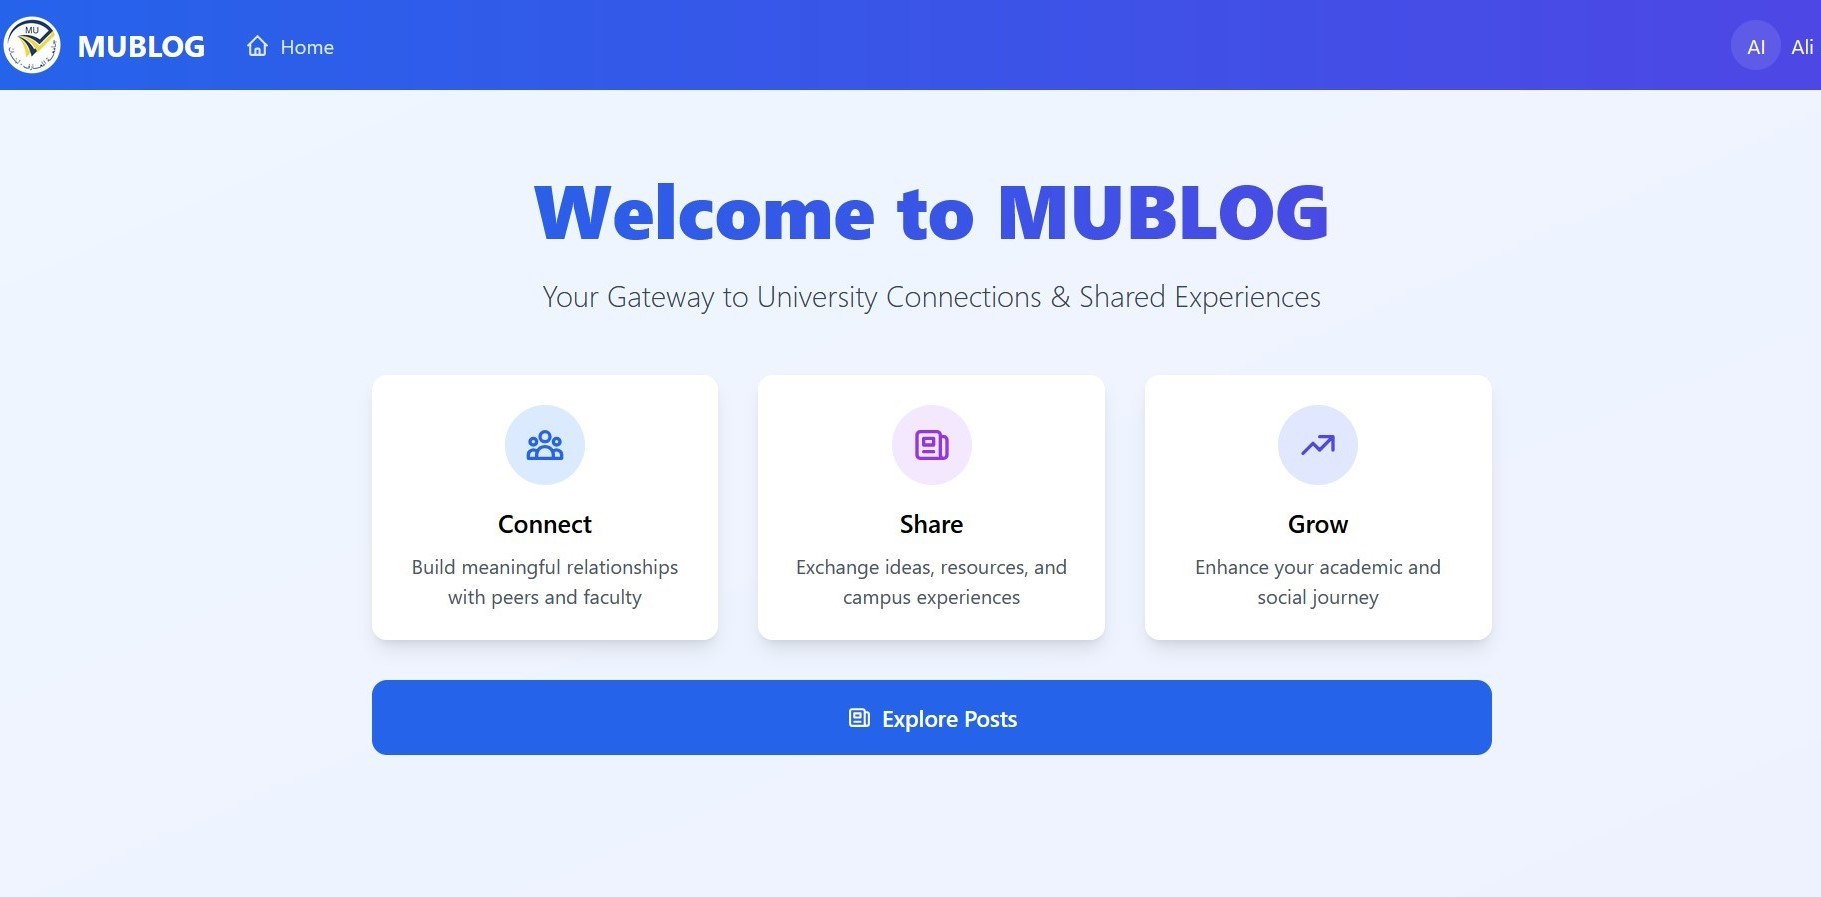 MU
MUBLOG
Home
Al
Ali
Welcome to MUBLOG
Your Gateway to University Connections & Shared Experiences
Connect
Build meaningful relationships
with peers and faculty
Share
Exchange ideas, resources, and
campus experiences
Grow
Enhance your academic and
social journey
Explore Posts